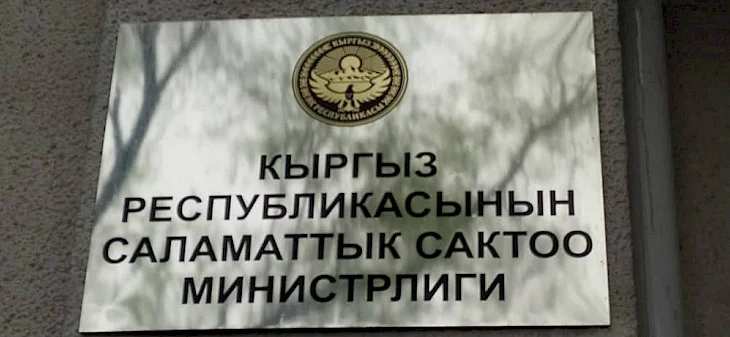 КЫРГЫЗ
РЕСПУБЛИКАСЫ
КЫРГЫЗ
РЕСПУБЛИКАСЫНЫН
САЛАМАТТЫК САКТОО
МИНИСТРЛИГИ